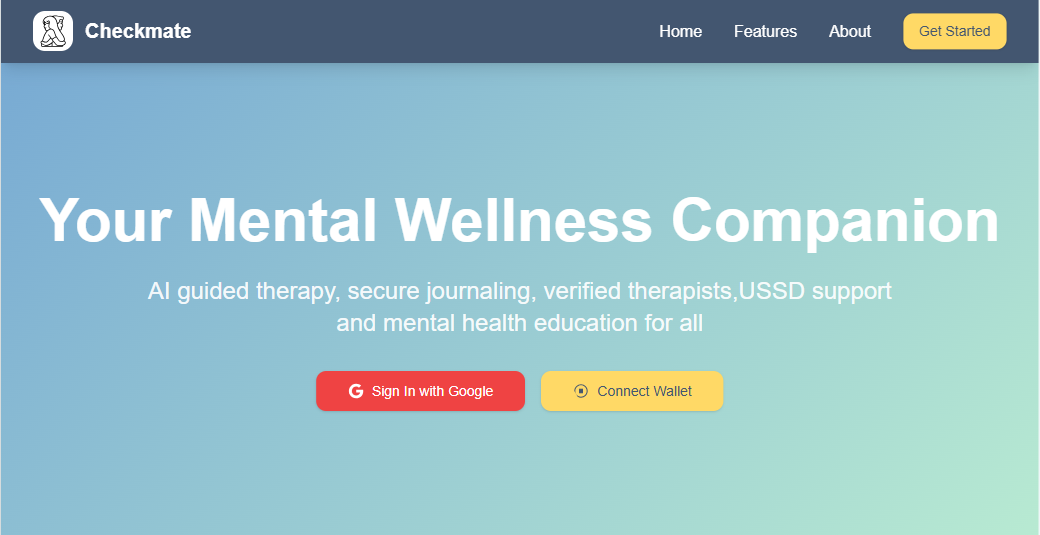 Checkmate
Home
Features
About
Get Started
Your Mental Wellness Companion
AI guided therapy, secure journaling, verified therapists,USSD support
and mental health education for all
Sign In with Google
Connect Wallet